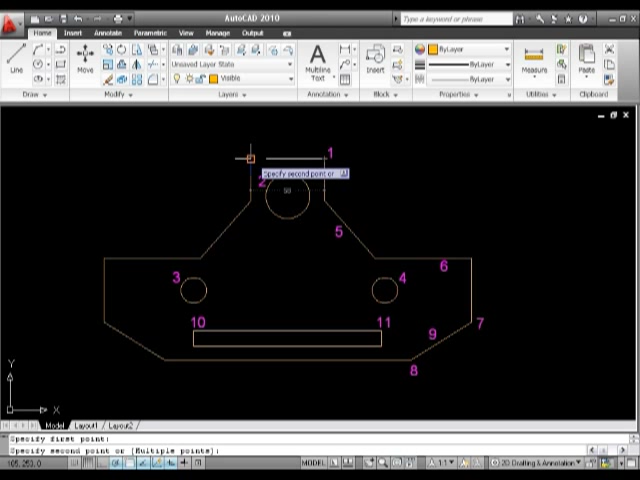 AutoCAD 2010
Type a keyword or phrase
Home Insert Annotate Parametric View Manage Output
Line
Move
Unsaved Layer State
Visible
Multiline
Text
Insert
ByLayer
ByLayer
ByLayer
Measure
Paste
Draw Modify Layers Annotation Block Properties Utilities Clipboard
1
Specify second point or
2
58
5
6
3
4
10
11
7
9
8
Y
X
Model Layout1 Layout2
Specify first point:
Specify second point or [Multiple points]:
MODEL
1:1
2D Drafting & Annotation